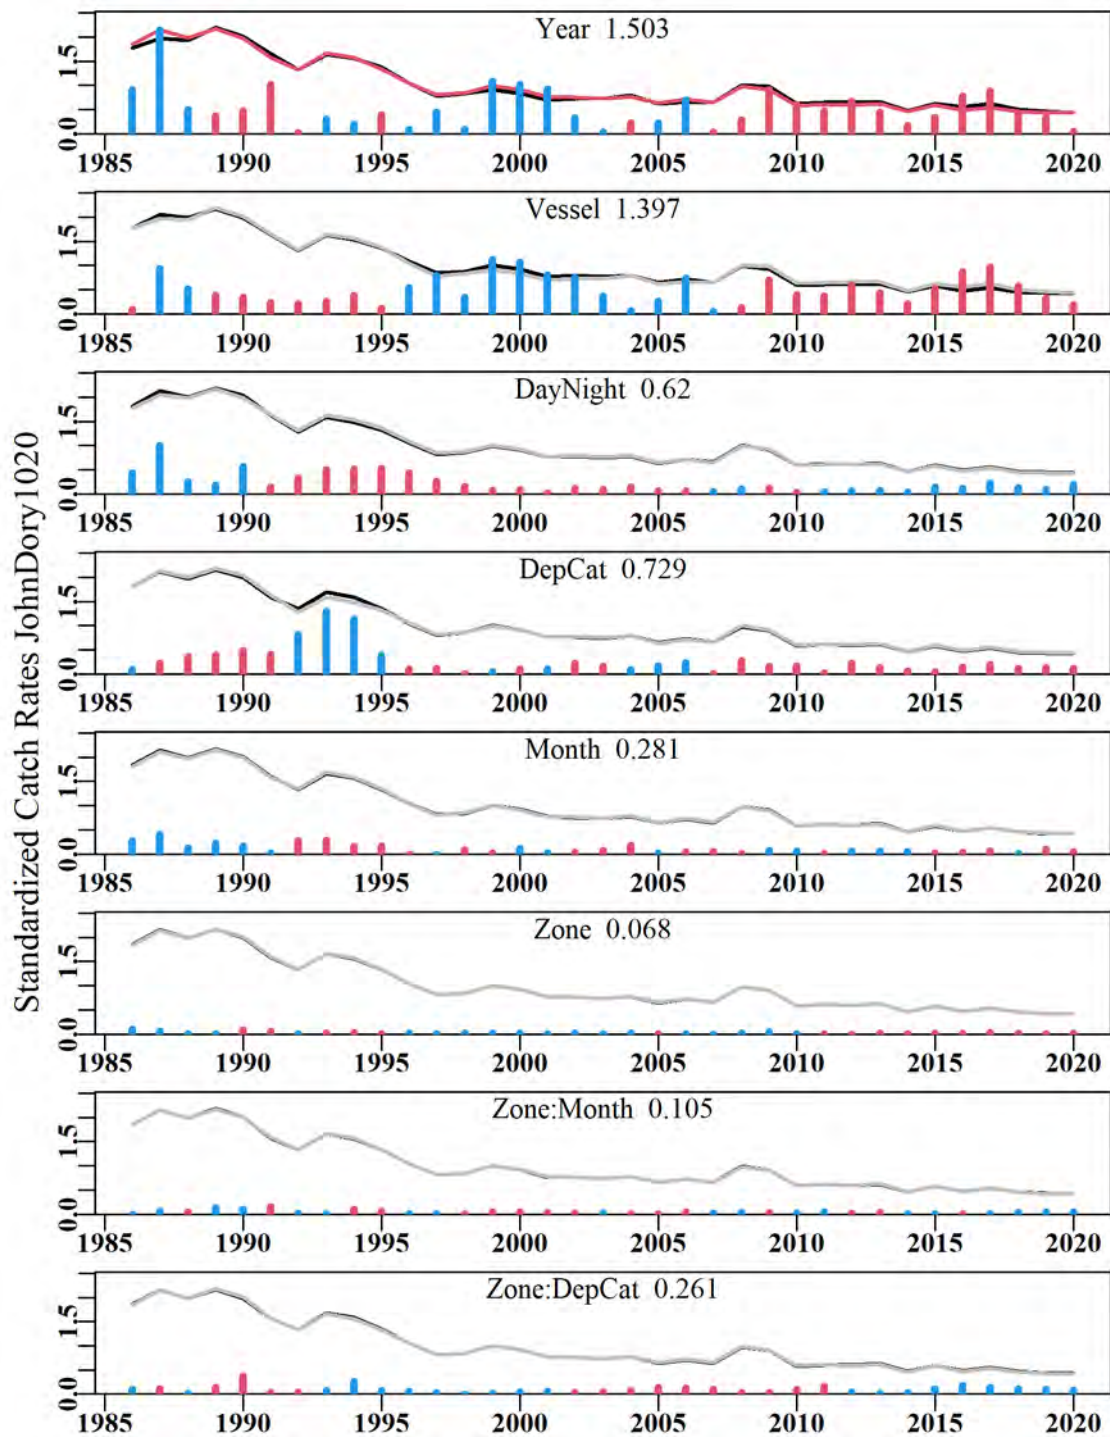 Standardized Catch Rates JohnDory1020
Year 1.503
1.5
0.0
1985 1990 1995 2000 2005 2010 2015 2020
Vessel 1.397
1.5
0.0
1985 1990 1995 2000 2005 2010 2015 2020
DayNight 0.62
1.5
0.0
1985 1990 1995 2000 2005 2010 2015 2020
DepCat 0.729
1.5
0.0
1985 1990 1995 2000 2005 2010 2015 2020
Month 0.281
1.5
0.0
1985 1990 1995 2000 2005 2010 2015 2020
Zone 0.068
1.5
0.0
1985 1990 1995 2000 2005 2010 2015 2020
Zone:Month 0.105
1.5
0.0
1985 1990 1995 2000 2005 2010 2015 2020
Zone:DepCat 0.261
1.5
0.0
1985 1990 1995 2000 2005 2010 2015 2020